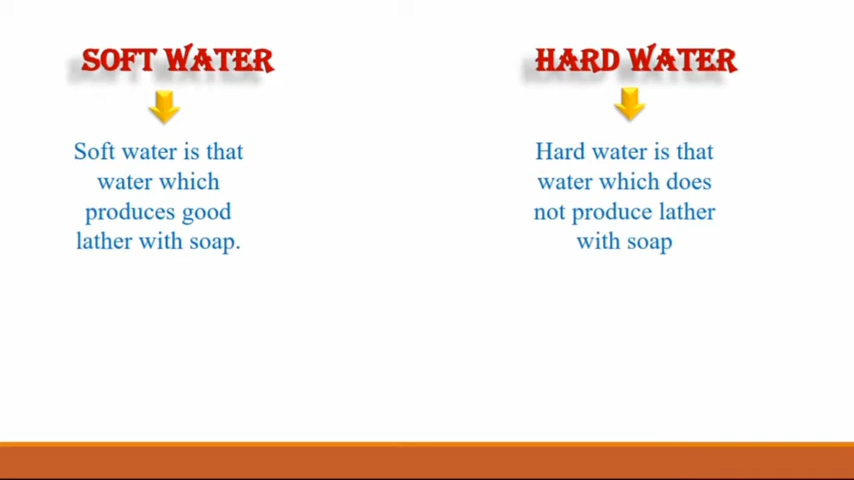 SOFT WATER
Soft water is that
water which
produces good
lather with soap.
HARD WATER
Hard water is that
water which does
not produce lather
with soap